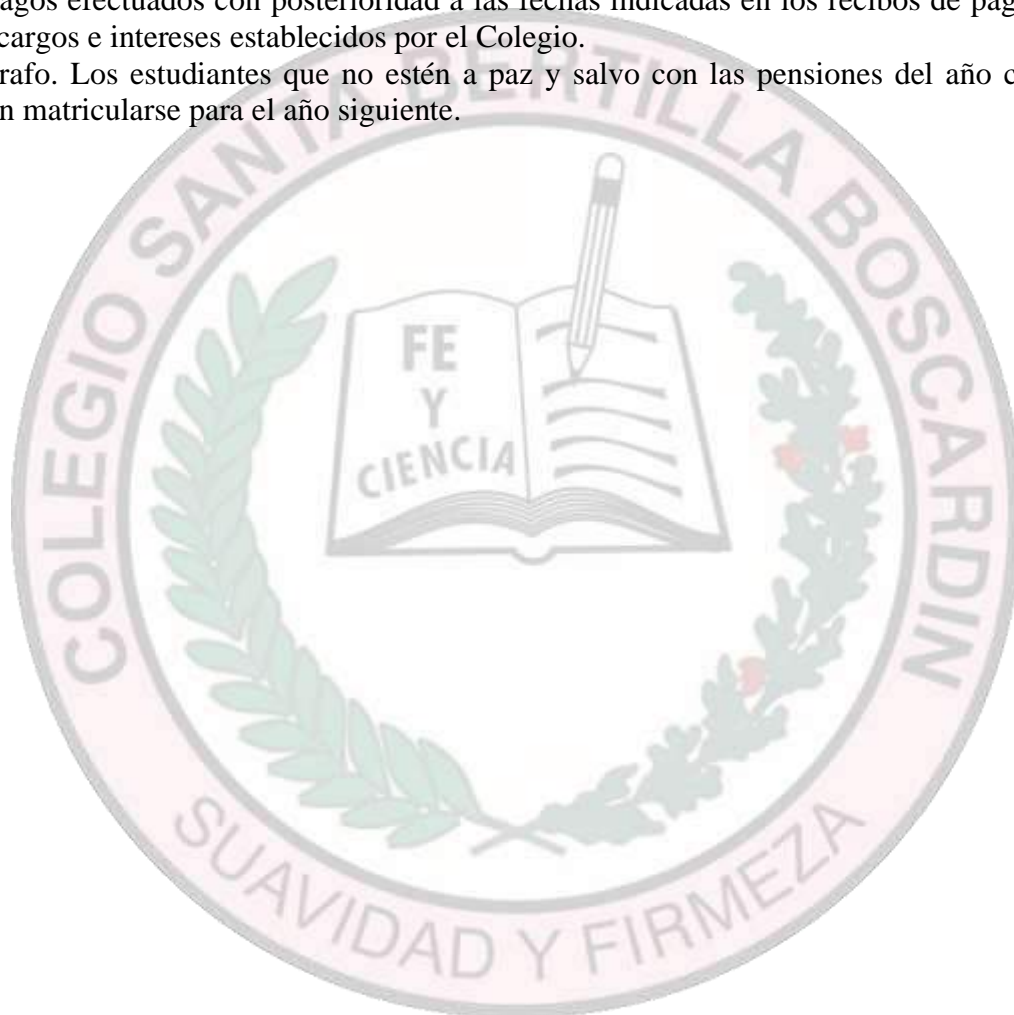 agos efectuados con posterioridad a las fechas indicadas en los recibos de pag
cargos e intereses establecidos por el Colegio.
rafo. Los estudiantes que no estén a paz y salvo con las pensiones del año c
n matricularse para el año siguiente.
COLEGIO SANTA BERTILLA BOSCARDIN
FE
Y
CIENCIA
SUAVIDAD Y FIRMEZA